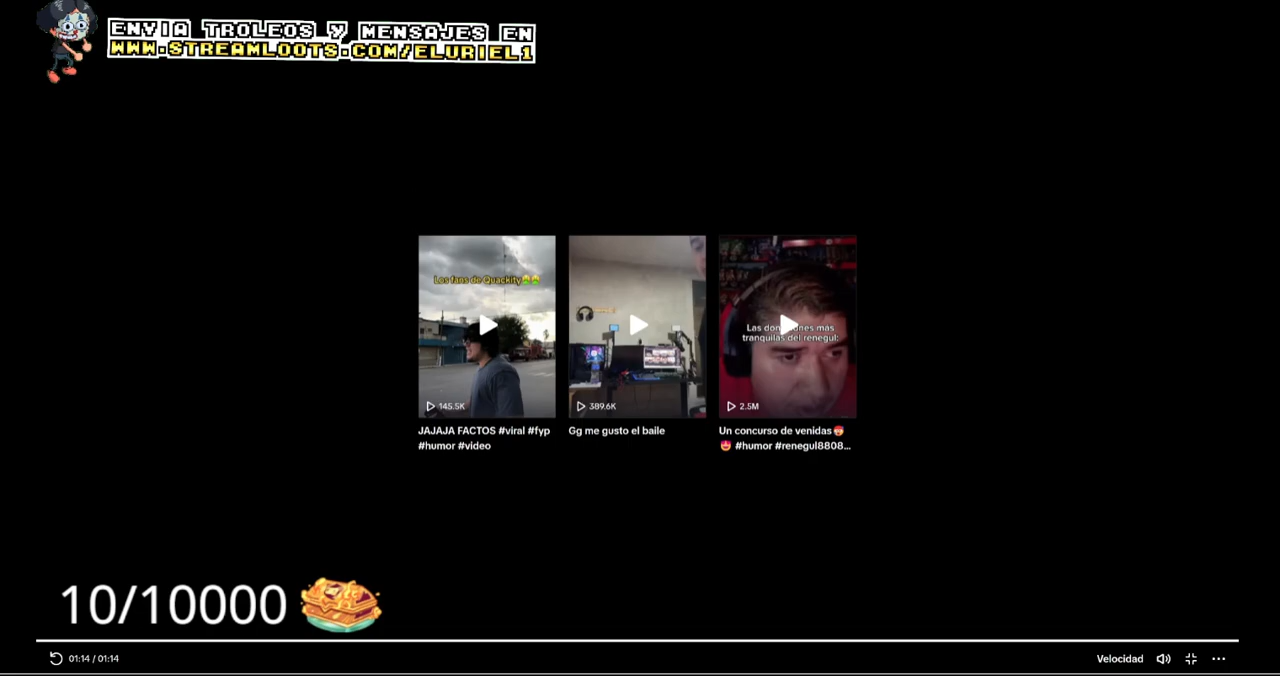 ENVIA TROLEOS Y MENSAJES EN
WWW.STREAMLOOTS.COM/ELURIEL1
Los fans de Quackity🤢🤢
145.5K
JAJAJA FACTOS #viral #fyp
#humor #video
389.6K
Gg me gusto el baile
Las mas
tranquilas del renegul:
2.5M
Un concurso de venidas
#humor #renegul8808...
10/10000
01:14 / 01:14
Velocidad